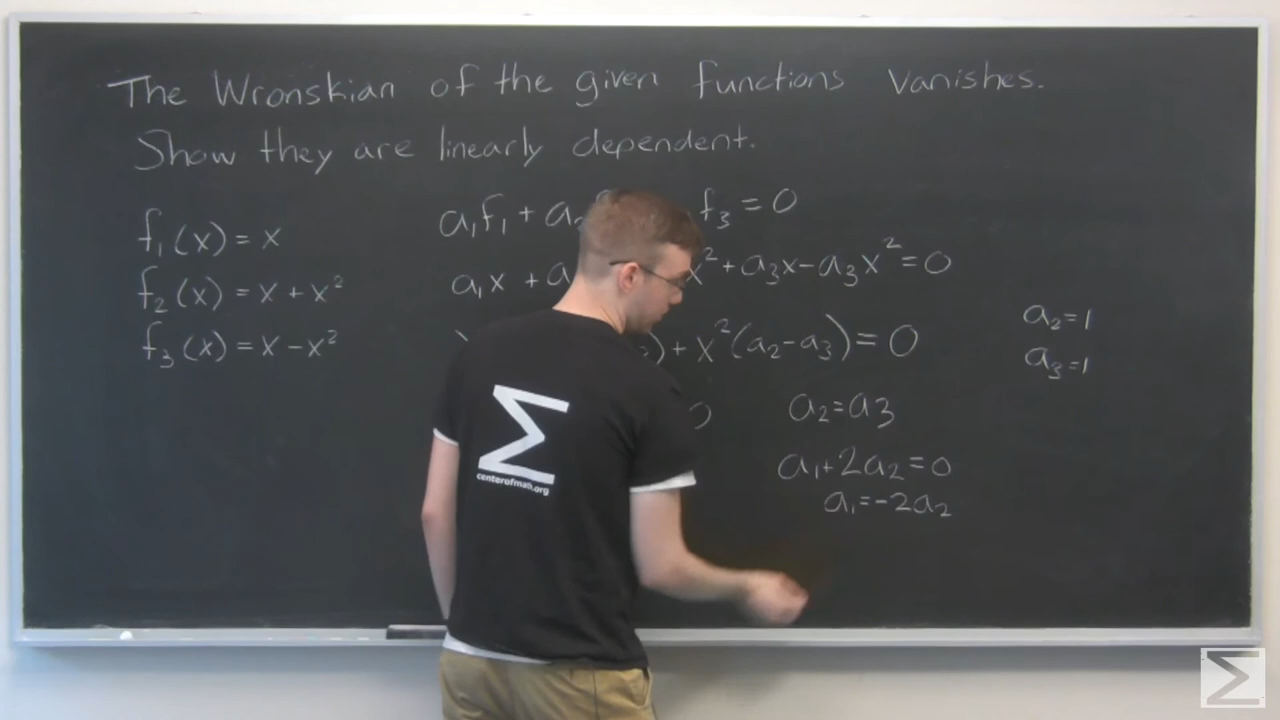 The Wronskian of the given functions vanishes.
Show they are linearly dependent.
f₁(x) = x
f₂(x) = x + x²
f₃(x) = x - x²
a₁f₁ + a₂ f₃ = 0
a₁x + a x² + a₃x - a₃x² = 0
) + x²(a₂ - a₃) = 0
a₂ = a₃
a₁ + 2a₂ = 0
a₁ = -2a₂
a₂ = 1
a₃ = 1
Σ
centerofmath.org
Σ